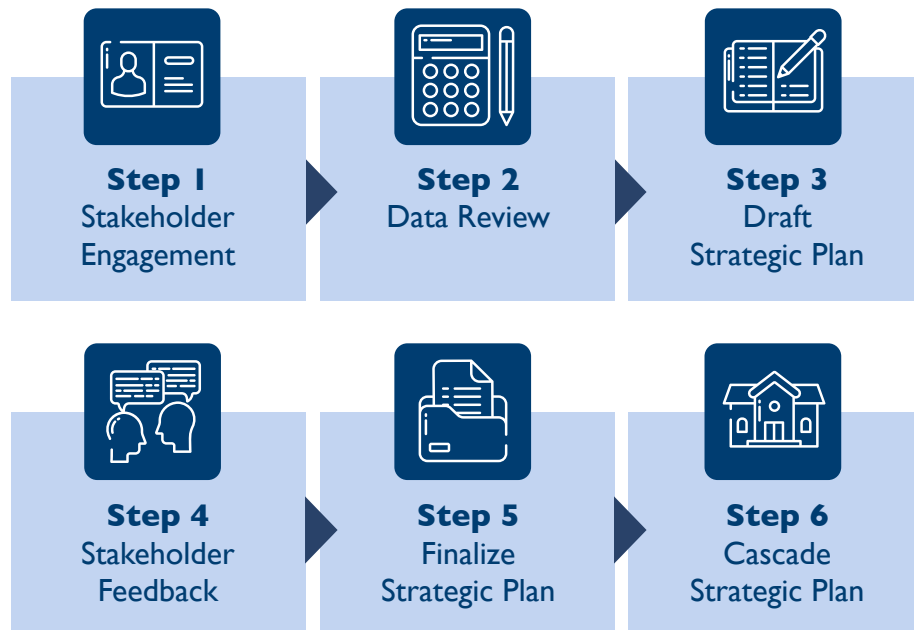 Step 1
Stakeholder
Engagement
Step 2
Data Review
Step 3
Draft
Strategic Plan
Step 4
Stakeholder
Feedback
Step 5
Finalize
Strategic Plan
Step 6
Cascade
Strategic Plan